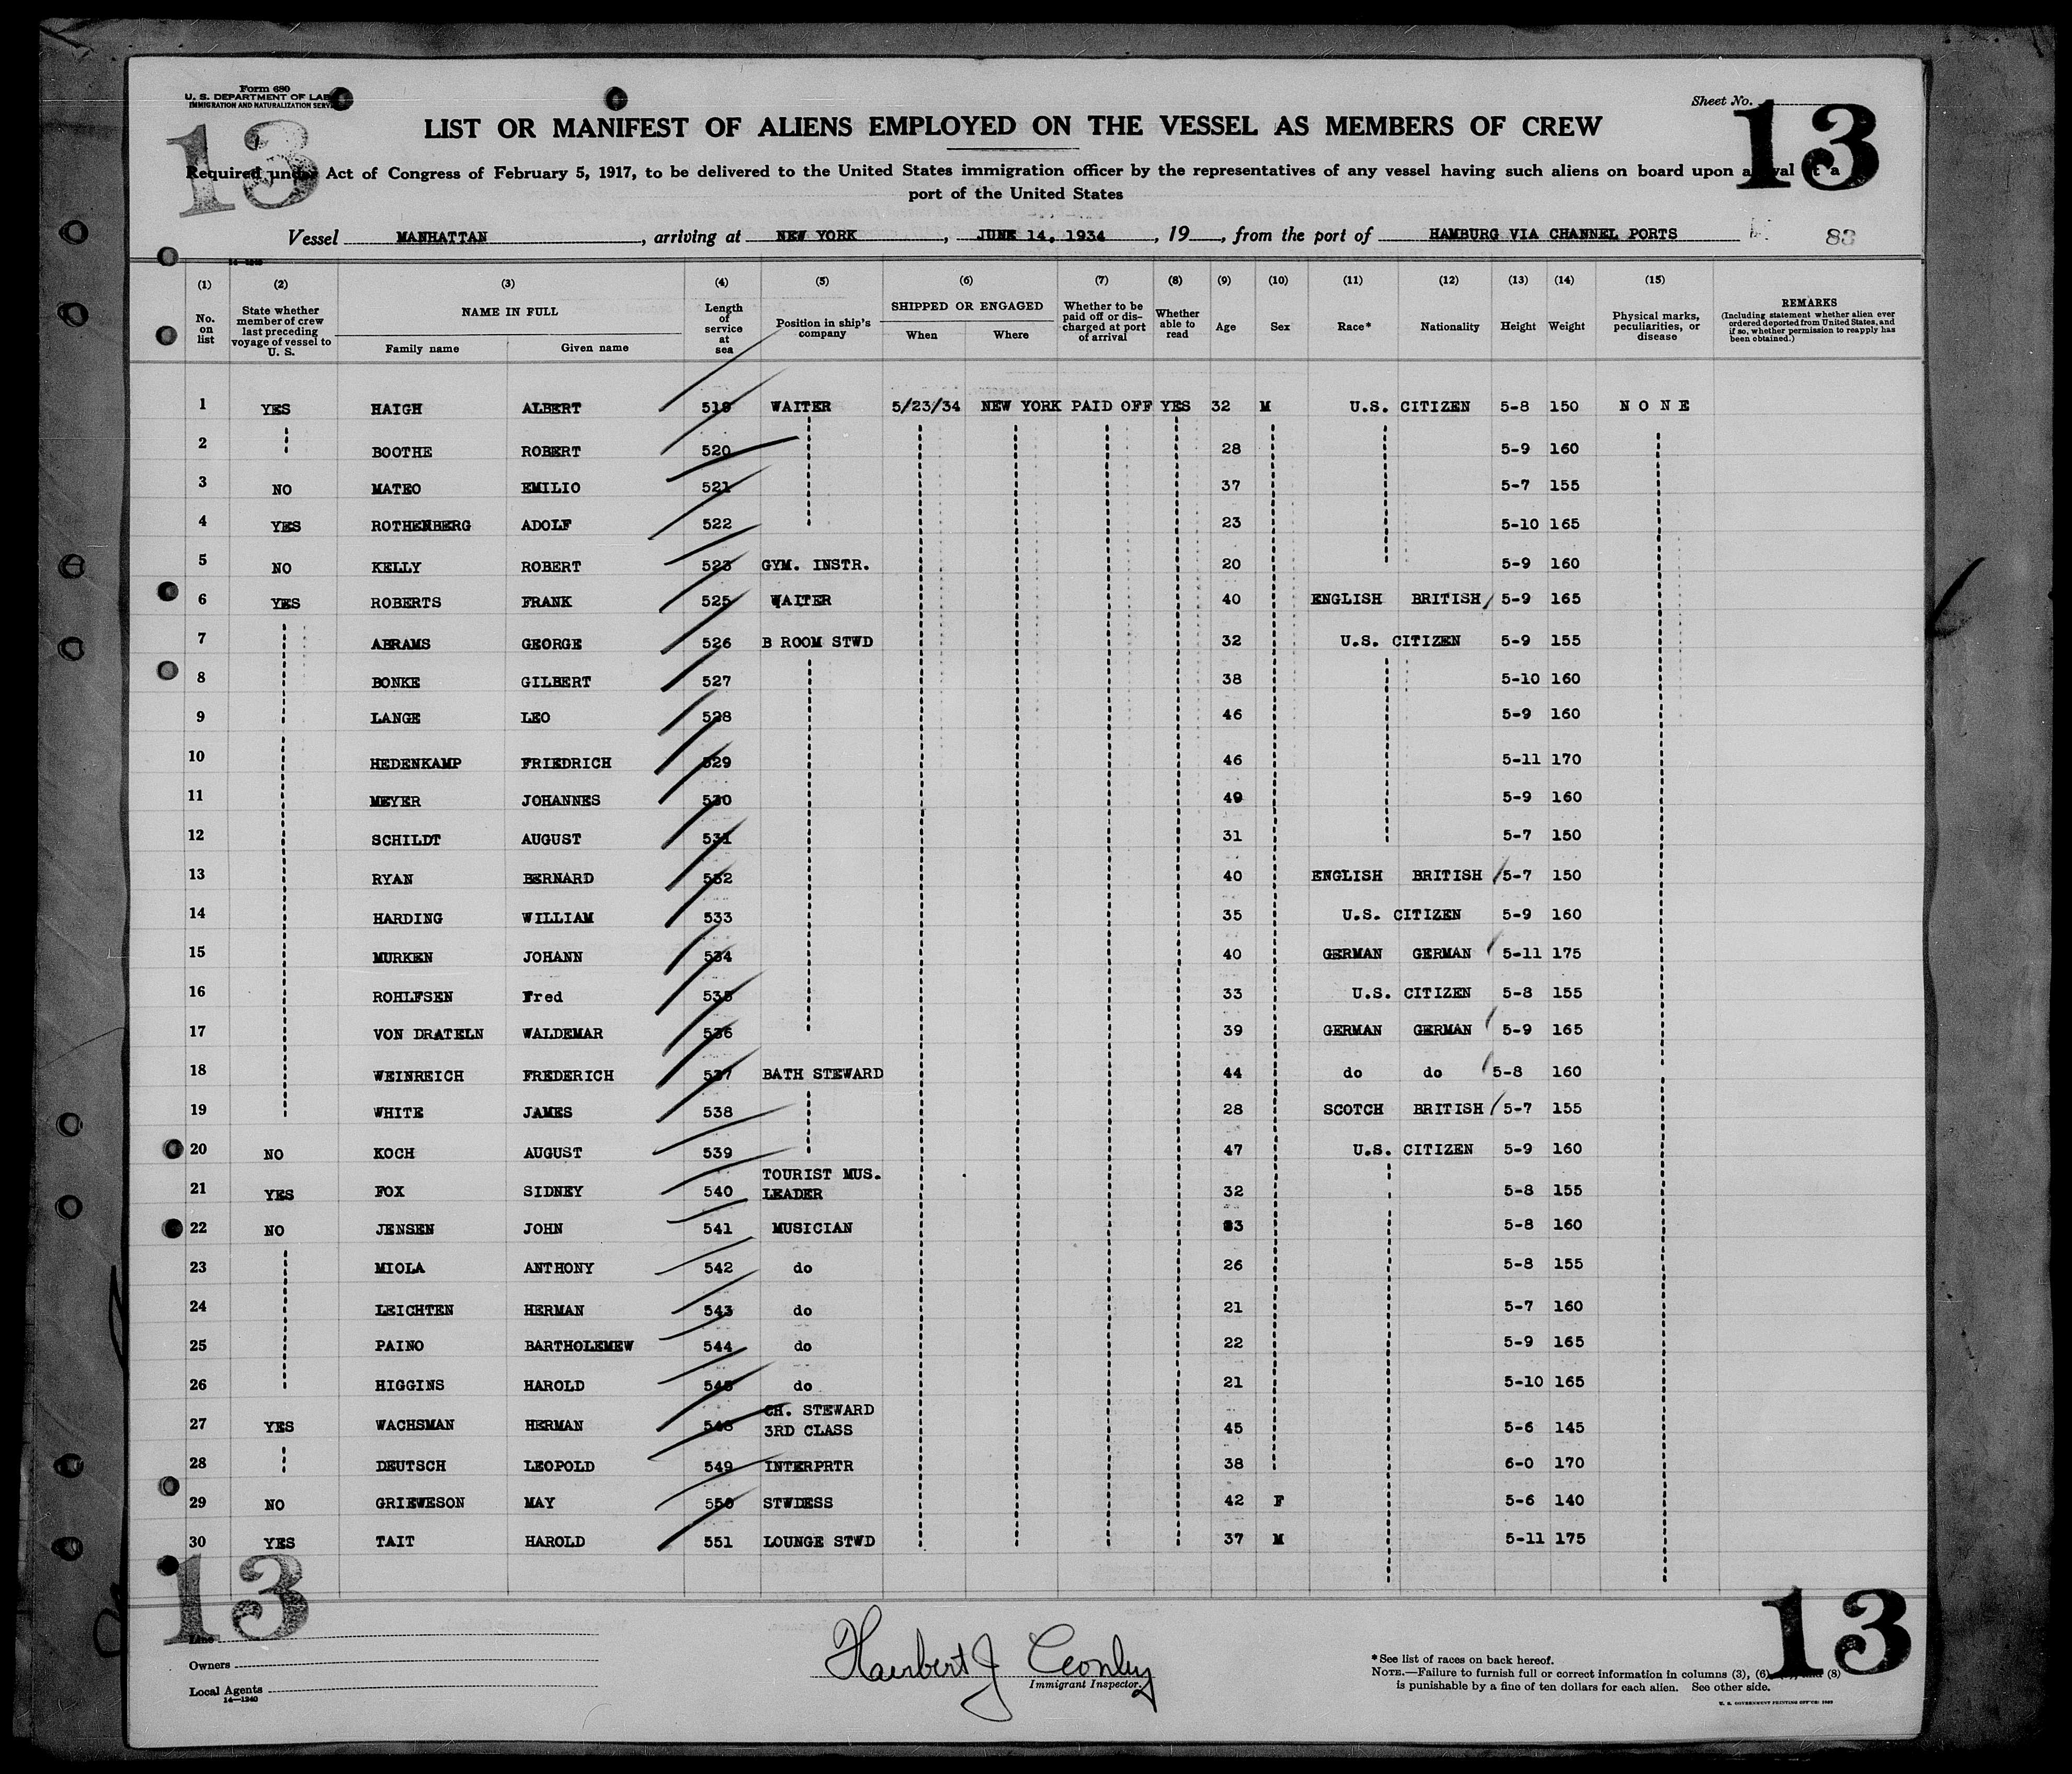 Form 680
U. S. DEPARTMENT OF LAB
IMMIGRATION AND NATURALIZATION SERV
Sheet No.
13
13
LIST OR MANIFEST OF ALIENS EMPLOYED ON THE VESSEL AS MEMBERS OF CREW
Required under Act of Congress of February 5, 1917, to be delivered to the United States immigration officer by the representatives of any vessel having such aliens on board upon arrival at a
port of the United States
Vessel MANHATTAN, arriving at NEW YORK, JUNE 14, 1934, 19, from the port of HAMBURG VIA CHANNEL PORTS
83
(1) (2) (3) (4) (5) (6) (7) (8) (9) (10) (11) (12) (13) (14) (15)
No. on list
State whether member of crew last preceding voyage of vessel to U. S.
NAME IN FULL
Family name Given name
Length of service at sea
Position in ship's company
SHIPPED OR ENGAGED
When Where
Whether to be paid off or discharged at port of arrival
Whether able to read
Age Sex Race* Nationality Height Weight
Physical marks, peculiarities, or disease
REMARKS
(Including statement whether alien ever ordered deported from United States, and if so, whether permission to reapply has been obtained.)
1 YES HAIGH ALBERT 519 WAITER 5/23/34 NEW YORK PAID OFF YES 32 M U.S. CITIZEN 5-8 150 N O N E
2 BOOTHE ROBERT 520 28 5-9 160
3 NO MATEO EMILIO 521 37 5-7 155
4 YES ROTHENBERG ADOLF 522 23 5-10 165
5 NO KELLY ROBERT 523 GYM. INSTR. 20 5-9 160
6 YES ROBERTS FRANK 525 WAITER 40 ENGLISH BRITISH 5-9 165
7 ABRAMS GEORGE 526 B ROOM STWD 32 U.S. CITIZEN 5-9 155
8 BONKE GILBERT 527 38 5-10 160
9 LANGE LEO 528 46 5-9 160
10 HEDENKAMP FRIEDRICH 529 46 5-11 170
11 MEYER JOHANNES 530 49 5-9 160
12 SCHILDT AUGUST 531 31 5-7 150
13 RYAN BERNARD 532 40 ENGLISH BRITISH 5-7 150
14 HARDING WILLIAM 533 35 U.S. CITIZEN 5-9 160
15 MURKEN JOHANN 534 40 GERMAN GERMAN 5-11 175
16 ROHLFSEN Fred 535 33 U.S. CITIZEN 5-8 155
17 VON DRATELN WALDEMAR 536 39 GERMAN GERMAN 5-9 165
18 WEINREICH FREDERICH 537 BATH STEWARD 44 do do 5-8 160
19 WHITE JAMES 538 28 SCOTCH BRITISH 5-7 155
20 NO KOCH AUGUST 539 47 U.S. CITIZEN 5-9 160
21 YES FOX SIDNEY 540 TOURIST MUS. LEADER 32 5-8 155
22 NO JENSEN JOHN 541 MUSICIAN 5-8 160
23 MIOLA ANTHONY 542 do 26 5-8 155
24 LEICHTEN HERMAN 543 do 21 5-7 160
25 PAINO BARTHOLEMEW 544 do 22 5-9 165
26 HIGGINS HAROLD 545 do 21 5-10 165
27 YES WACHSMAN HERMAN 548 CH. STEWARD 3RD CLASS 45 5-6 145
28 DEUTSCH LEOPOLD 549 INTERPRTR 38 6-0 170
29 NO GRIEWESON MAY 550 STWDESS 42 F 5-6 140
30 YES TAIT HAROLD 551 LOUNGE STWD 37 M 5-11 175
13
13
Line
Owners
Local Agents
14—1240
Immigrant Inspector.
*See list of races on back hereof.
NOTE.—Failure to furnish full or correct information in columns (3), (6) and (8)
is punishable by a fine of ten dollars for each alien. See other side.
U. S. GOVERNMENT PRINTING OFFICE